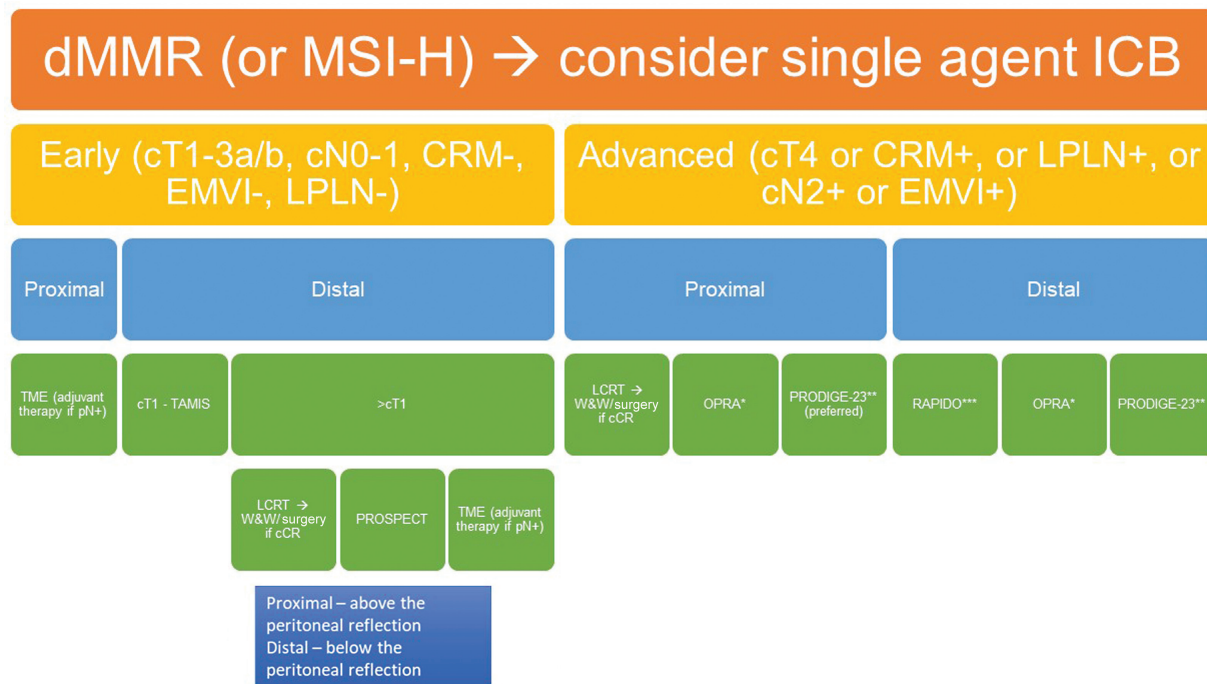 dMMR (or MSI-H) → consider single agent ICB
Early (cT1-3a/b, cN0-1, CRM-,
EMVI-, LPLN-)
Advanced (cT4 or CRM+, or LPLN+, or
cN2+ or EMVI+)
Proximal
Distal
Proximal
Distal
TME (adjuvant
therapy if pN+)
cT1 - TAMIS
>cT1
LCRT →
W&W/surgery
if cCR
OPRA*
PRODIGE-23**
(preferred)
RAPIDO***
OPRA*
PRODIGE-23**
LCRT →
W&W/surgery
if cCR
PROSPECT
TME (adjuvant
therapy if pN+)
Proximal – above the
peritoneal reflection
Distal – below the
peritoneal reflection